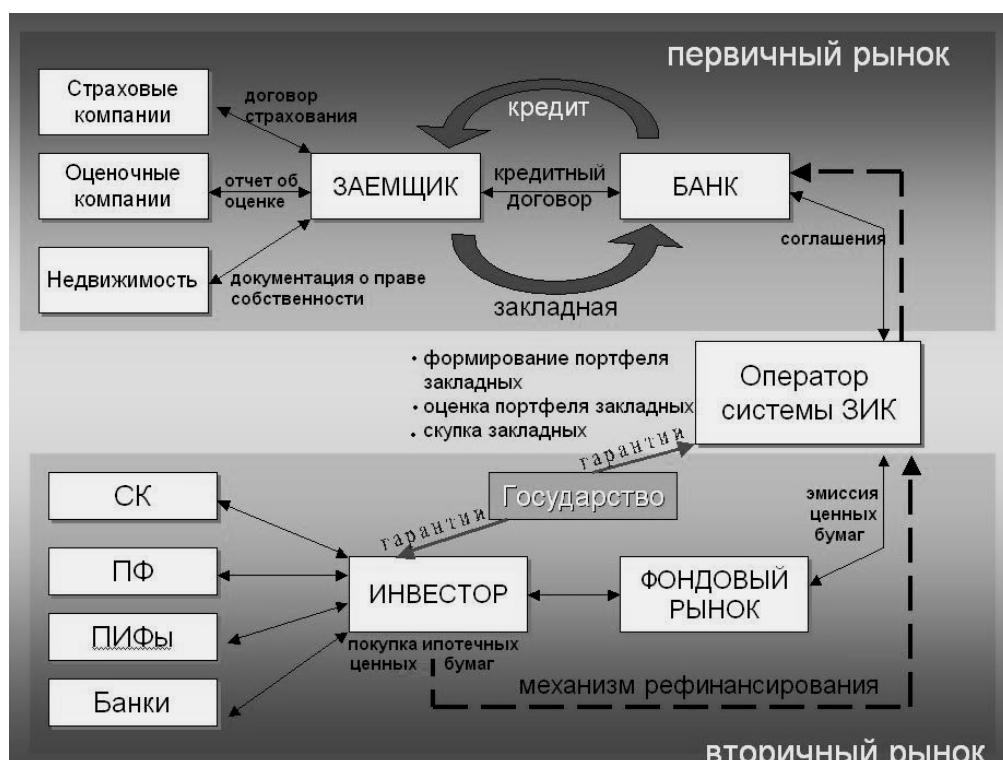 первичный рынок
Страховые
компании
договор
страхования
кредит
Оценочные
компании
отчет об
оценке
ЗАЕМЩИК
кредитный
договор
БАНК
соглашения
Недвижимость
документация о праве
собственности
закладная
• формирование портфеля
закладных
• оценка портфеля закладных
• скупка закладных
Оператор
системы ЗИК
гарантии
Государство
гарантии
СК
ПФ
ПИФы
Банки
ИНВЕСТОР
покупка ипотечных
ценных бумаг
ФОНДОВЫЙ
РЫНОК
эмиссия
ценных
бумаг
механизм рефинансирования
вторичный рынок